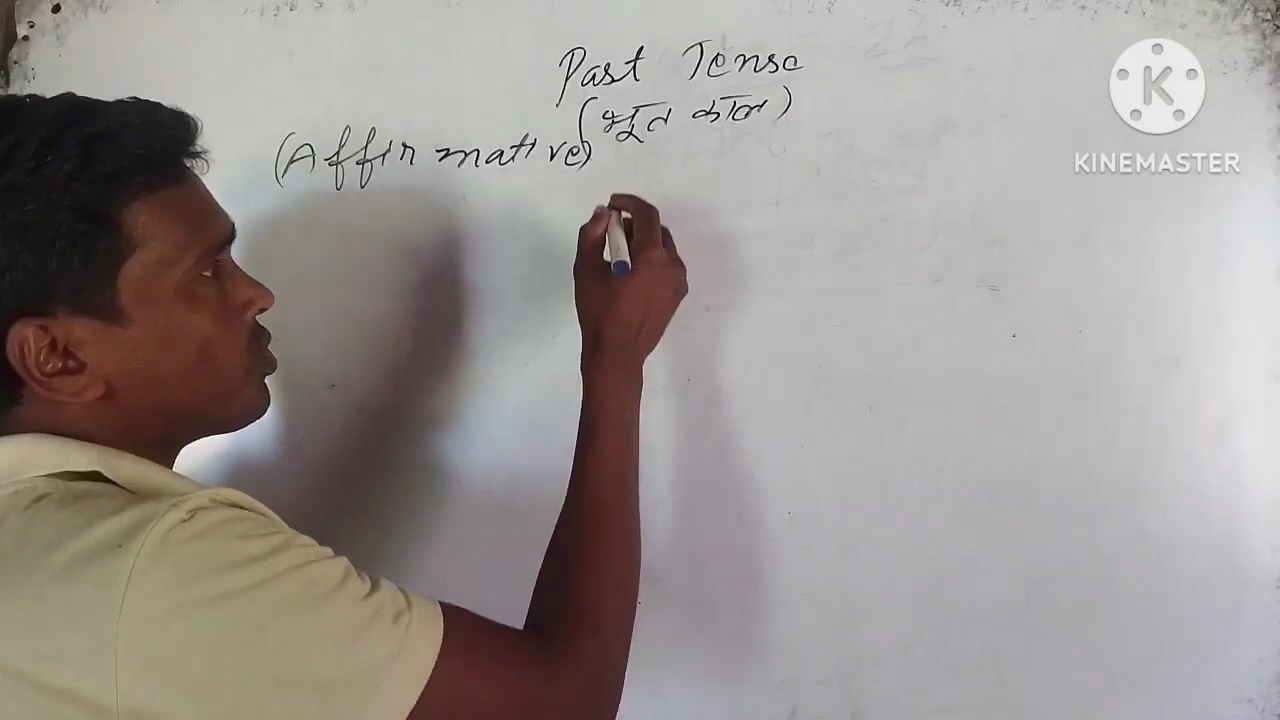 Past Tense
(भूत काल)
(Affirmative)
K
KINEMASTER